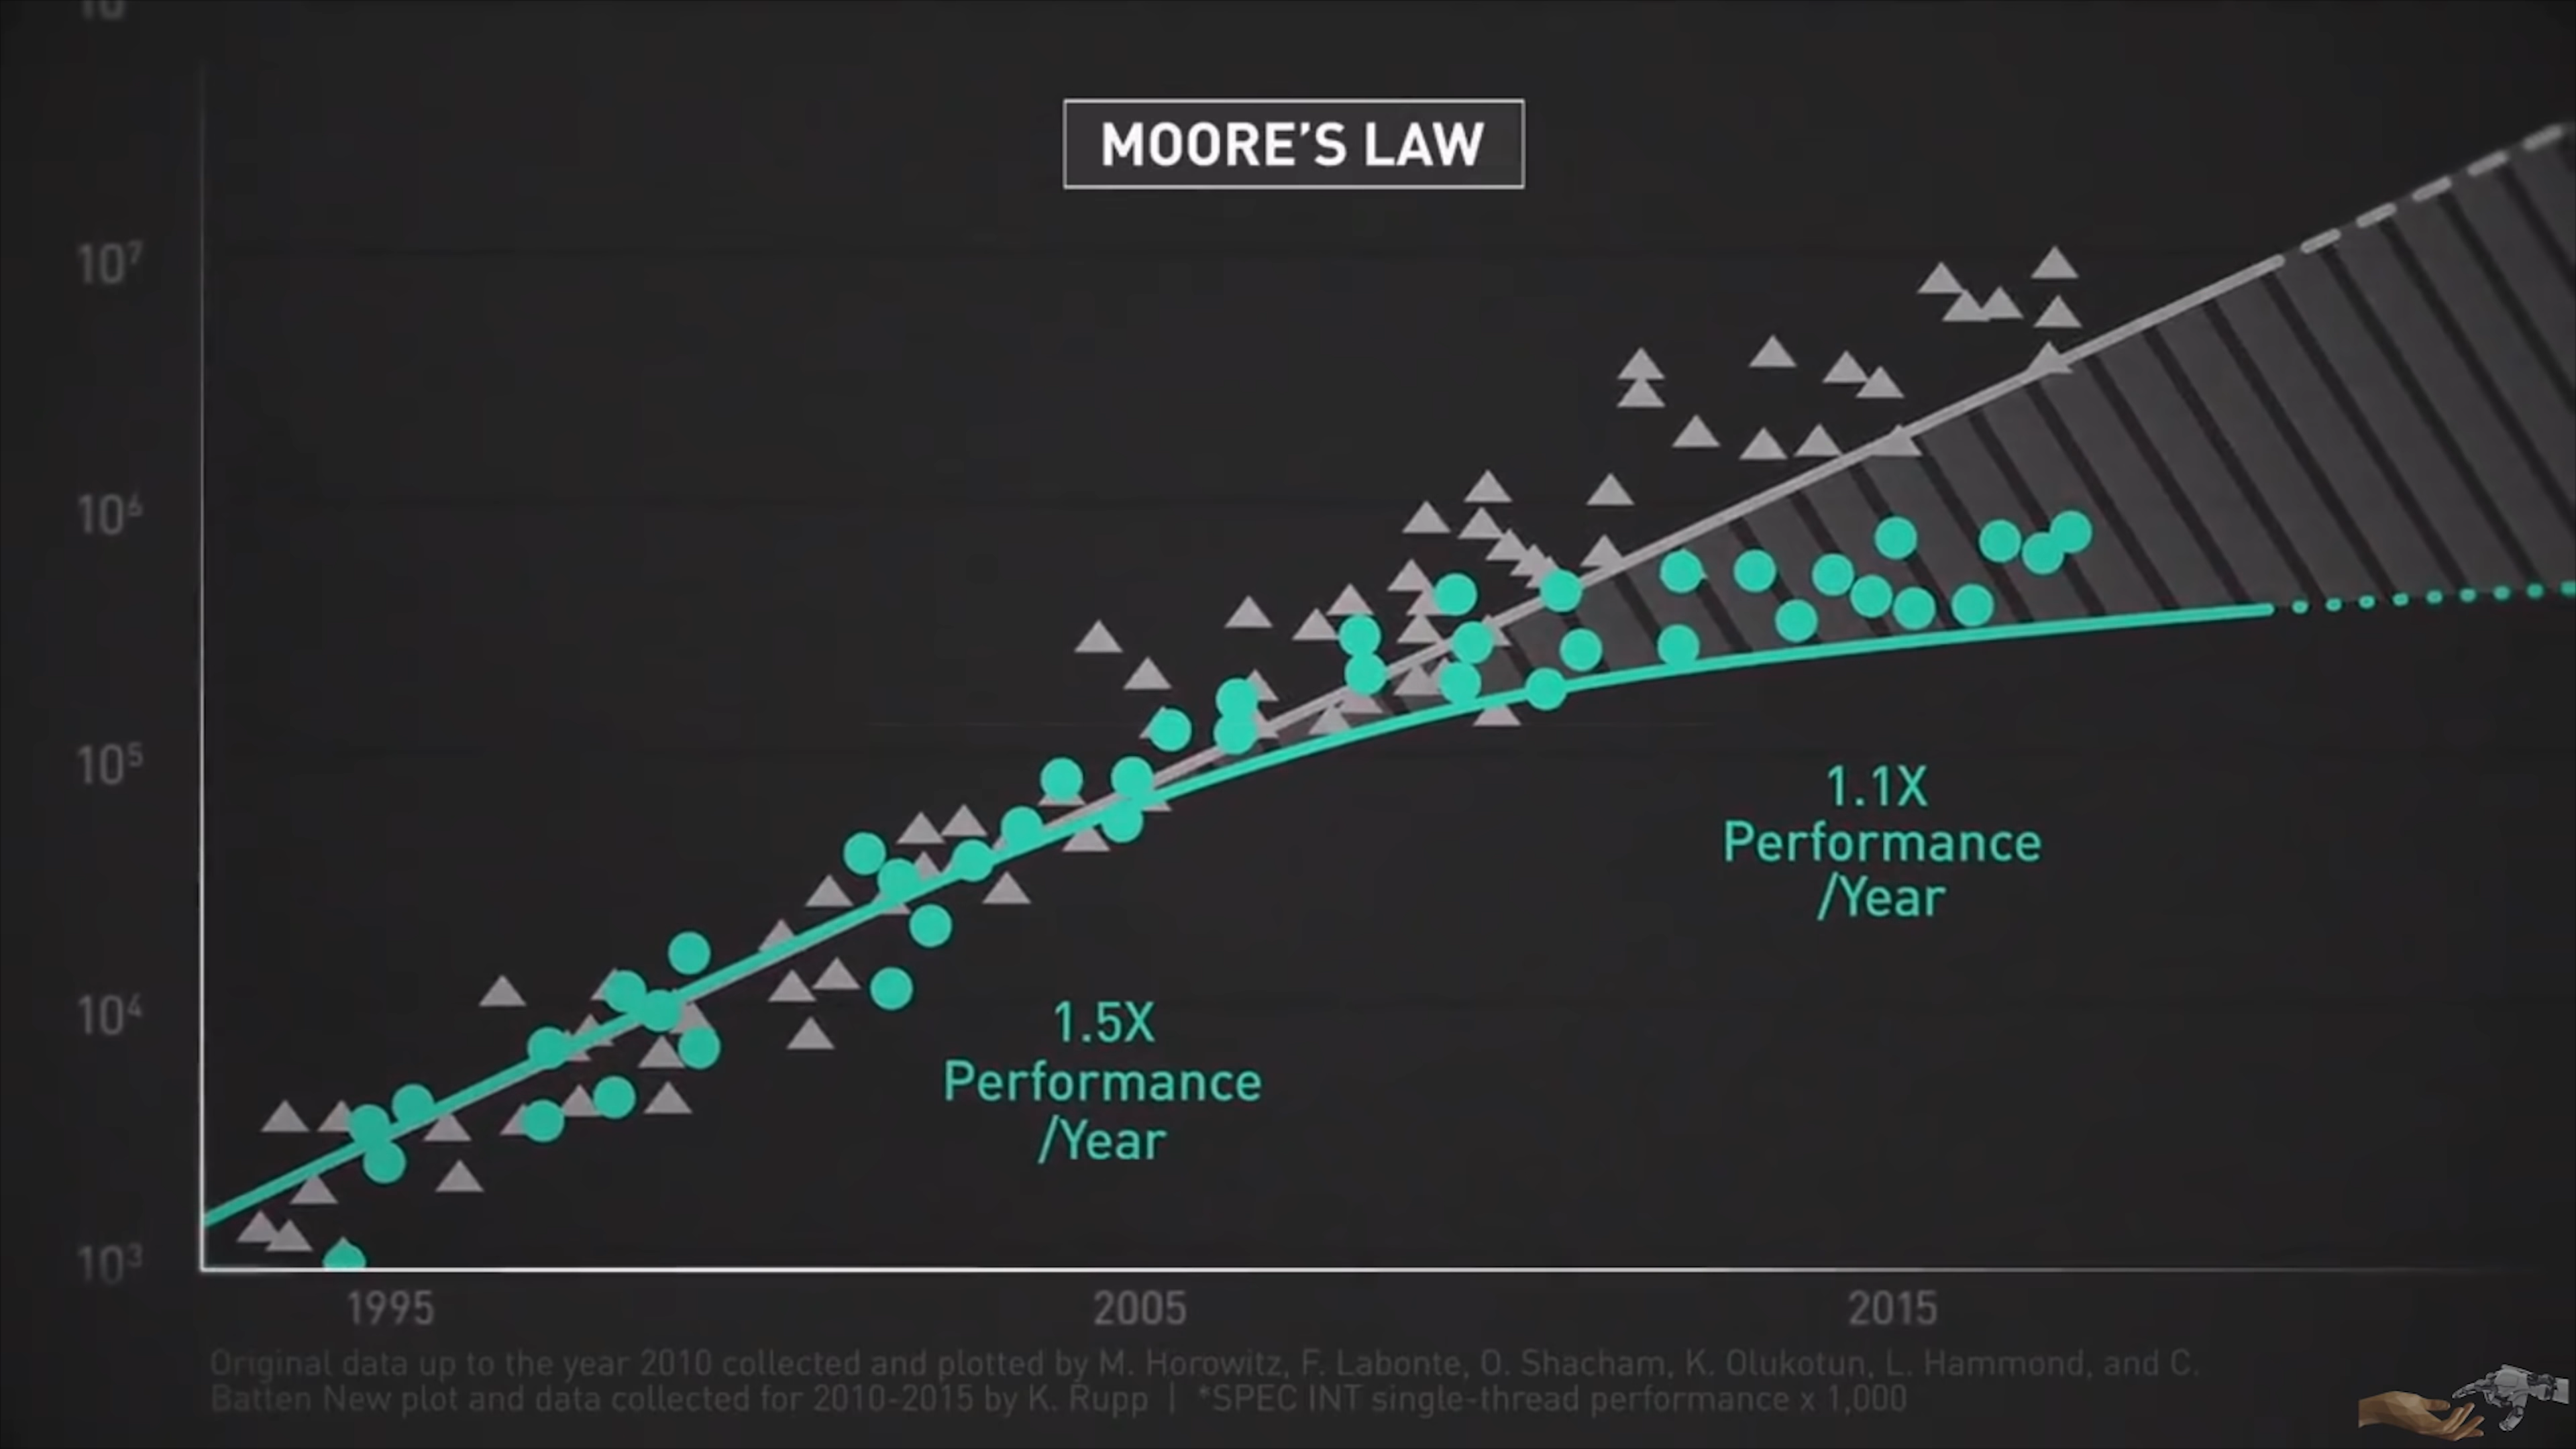 10
MOORE'S LAW
10⁷
10⁶
10⁵
10⁴
10³
1.1X
Performance
/Year
1.5X
Performance
/Year
1995
2005
2015
Original data up to the year 2010 collected and plotted by M. Horowitz, F. Labonte, O. Shacham, K. Olukotun, L. Hammond, and C.
Batten New plot and data collected for 2010-2015 by K. Rupp | *SPEC INT single-thread performance x 1,000